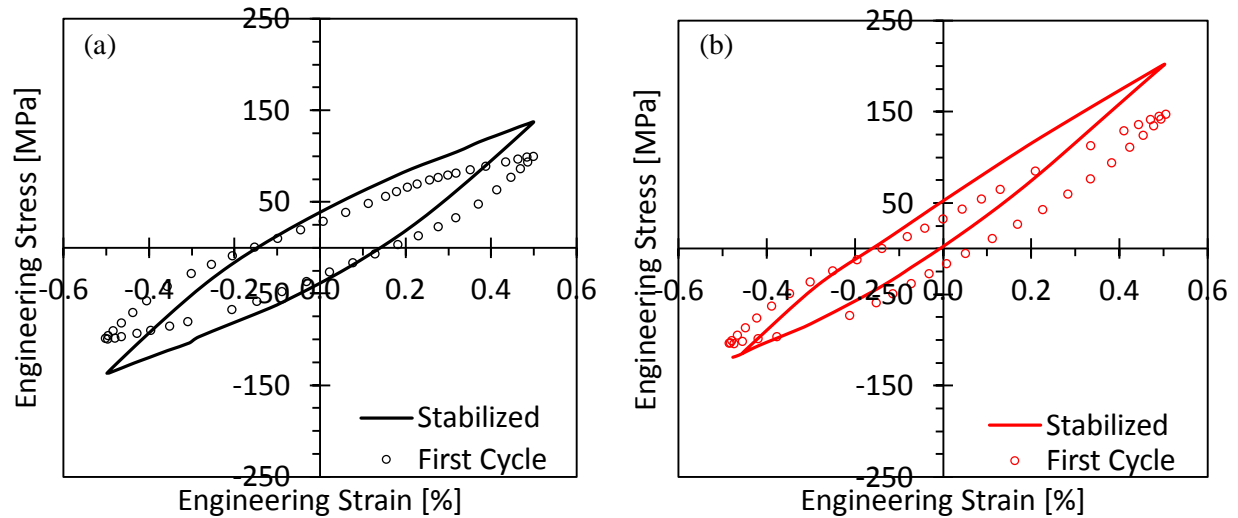 (a)
250
150
50
-50
-150
-250
-0.6
-0.4
-0.2
0
0.2
0.4
0.6
Engineering Stress [MPa]
Engineering Strain [%]
Stabilized
First Cycle
(b)
250
150
50
-50
-150
-250
-0.6
-0.4
-0.2
0
0.2
0.4
0.6
Engineering Stress [MPa]
Engineering Strain [%]
Stabilized
First Cycle